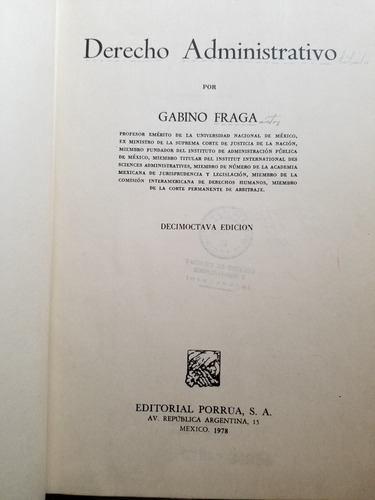 Derecho Administrativo
POR
GABINO FRAGA
PROFESOR EMÉRITO DE LA UNIVERSIDAD NACIONAL DE MÉXICO,
EX MINISTRO DE LA SUPREMA CORTE DE JUSTICIA DE LA NACIÓN,
MIEMBRO FUNDADOR DEL INSTITUTO DE ADMINISTRACIÓN PÚBLICA
DE MÉXICO, MIEMBRO TITULAR DEL INSTITUT INTERNATIONAL DES
SCIENCES ADMINISTRATIVES, MIEMBRO DE NÚMERO DE LA ACADEMIA
MEXICANA DE JURISPRUDENCIA Y LEGISLACIÓN, MIEMBRO DE LA
COMISIÓN INTERAMERICANA DE DERECHOS HUMANOS, MIEMBRO
DE LA CORTE PERMANENTE DE ARBITRAJE.
DECIMOCTAVA EDICION
EDITORIAL PORRUA, S. A.
AV. REPÚBLICA ARGENTINA, 15
MEXICO, 1978